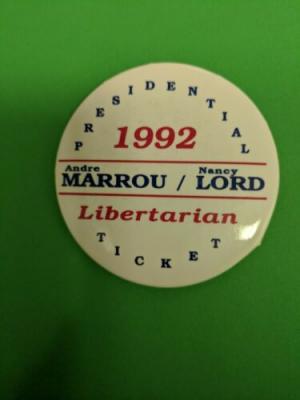 PRESIDENTIAL
1992
Andre Nancy
MARROU / LORD
Libertarian
TICKET